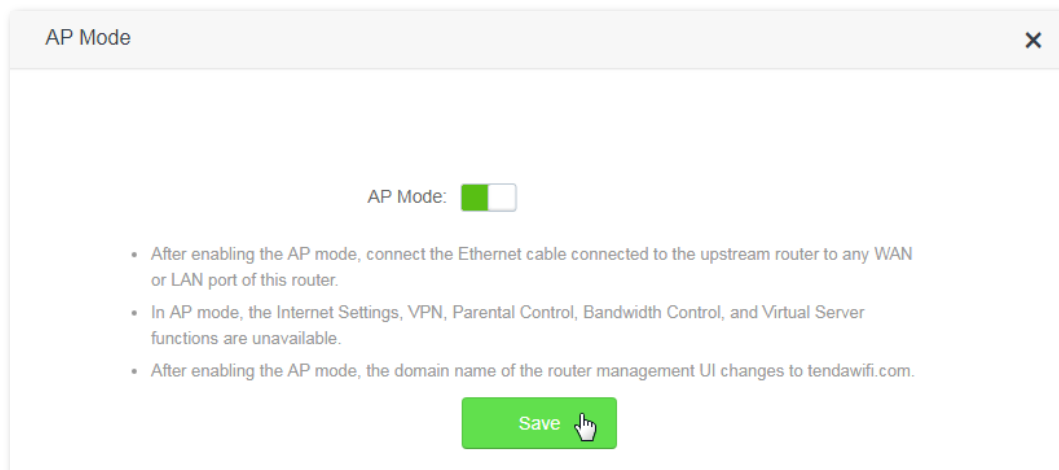 AP Mode
AP Mode:
• After enabling the AP mode, connect the Ethernet cable connected to the upstream router to any WAN
or LAN port of this router.
• In AP mode, the Internet Settings, VPN, Parental Control, Bandwidth Control, and Virtual Server
functions are unavailable.
• After enabling the AP mode, the domain name of the router management UI changes to tendawifi.com.
Save